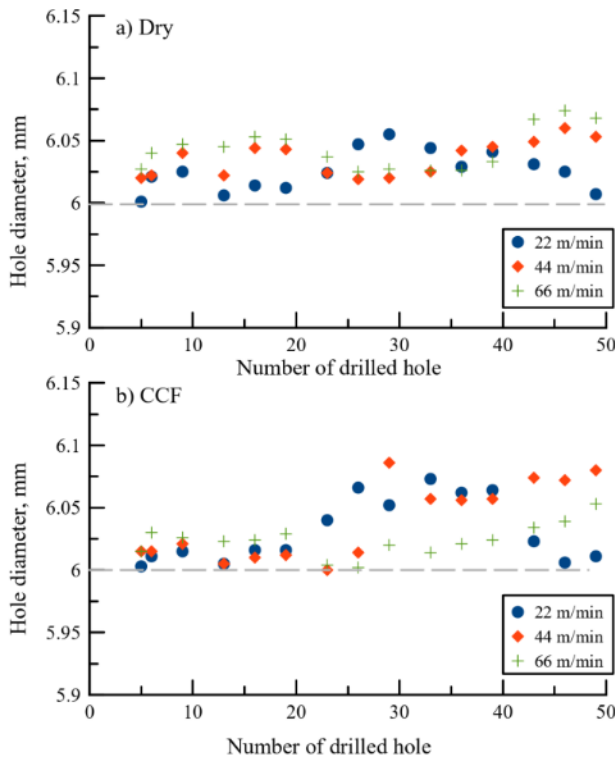 6.15
a) Dry
6.1
6.05
6
5.95
5.9
Hole diameter, mm
22 m/min
44 m/min
66 m/min
0 10 20 30 40 50
Number of drilled hole
6.15
b) CCF
6.1
6.05
6
5.95
5.9
Hole diameter, mm
22 m/min
44 m/min
66 m/min
0 10 20 30 40 50
Number of drilled hole